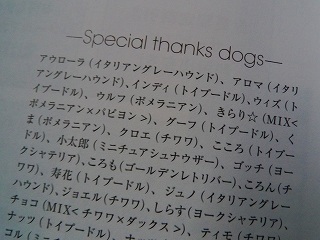 —Special thanks dogs—
アウローラ(イタリアングレーハウンド)、アロマ(イタリ
アングレーハウンド)、インディ(トイプードル)、ウィズ(ト
イプードル)、ウルフ(ポメラニアン)、きらり☆(MIX<
ポメラニアン×パピヨン>)、グーフ(トイプードル)、く
ま(ポメラニアン)、クロエ(チワワ)、こころ(トイプー
ドル)、小太郎(ミニチュアシュナウザー)、ゴッチ(ヨー
クシャテリア)、ころも(ゴールデンレトリバー)、ころん(チ
ワワ)、寿花(トイプードル)、ジュノ(イタリアングレー
ハウンド)、ジョエル(チワワ)、しらす(ヨークシャテリア)、
チョコ(MIX<チワワ×ダックス>)、ティモ(チワワ)、
ナッツ(トイプードル)、
コル(ミニチュア